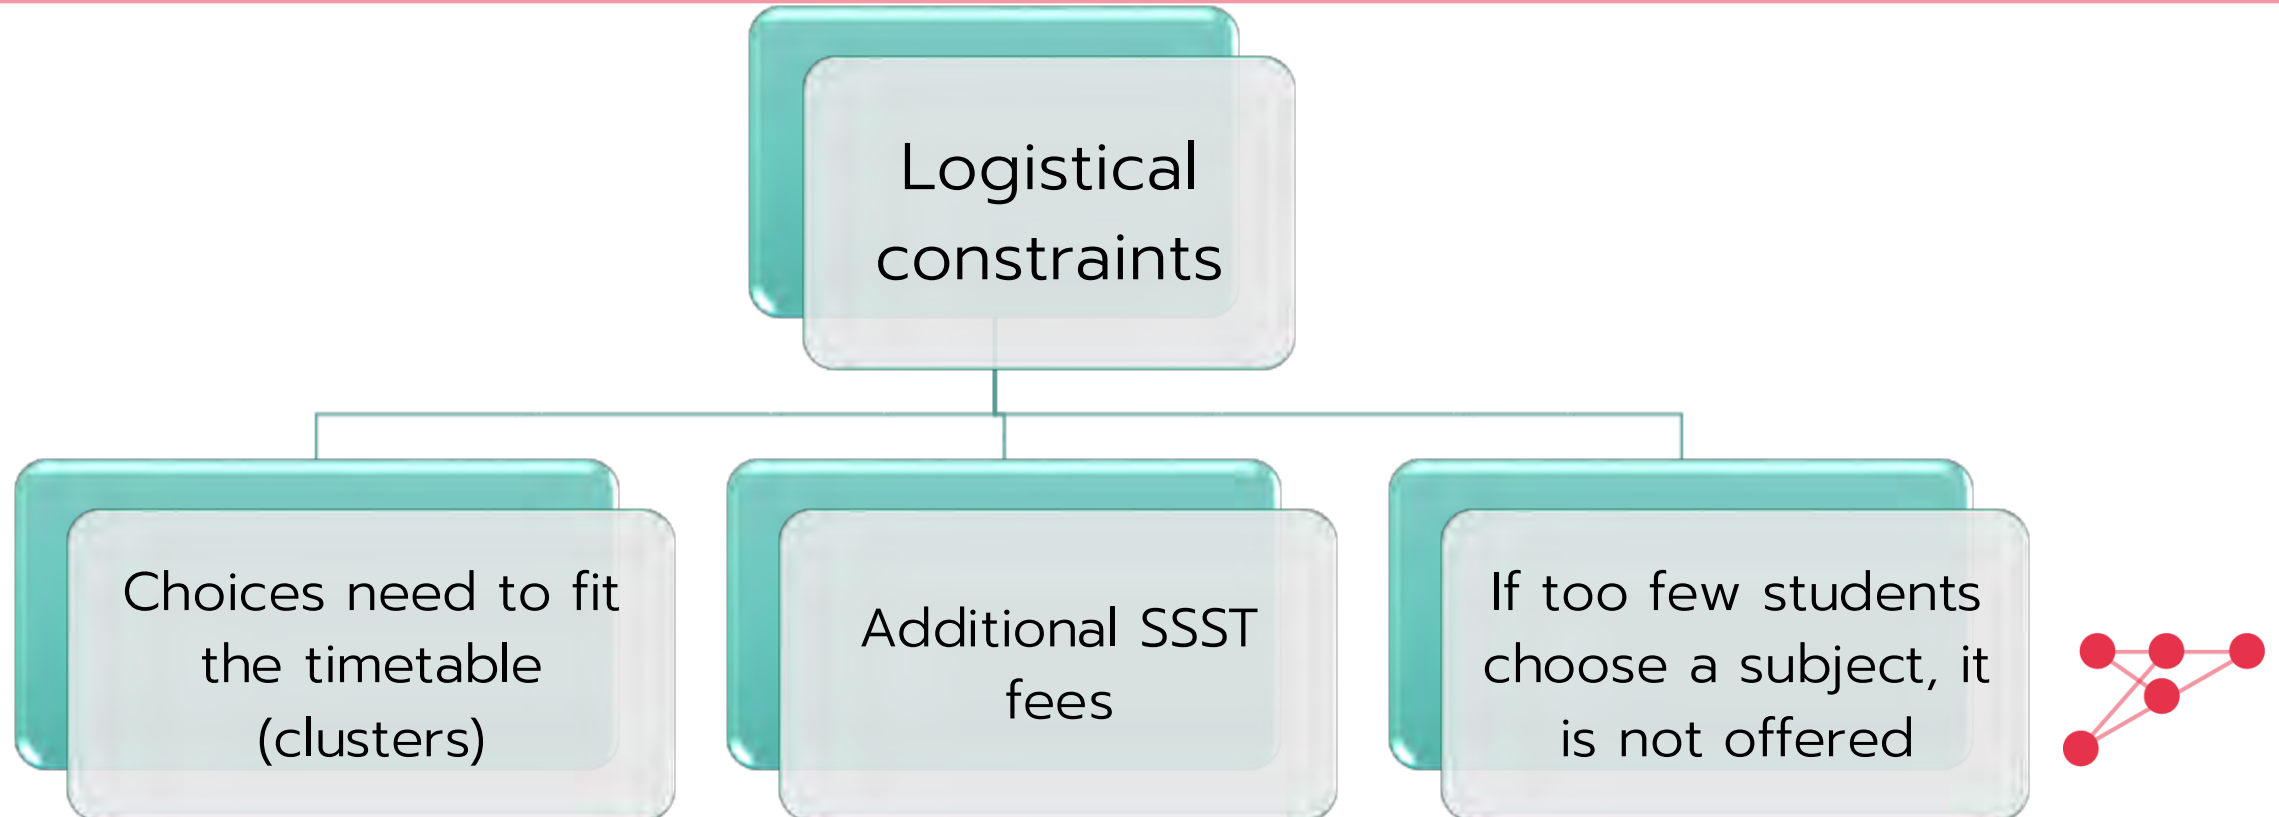 Logistical
constraints
Choices need to fit
the timetable
(clusters)
Additional SSST
fees
If too few students
choose a subject, it
is not offered